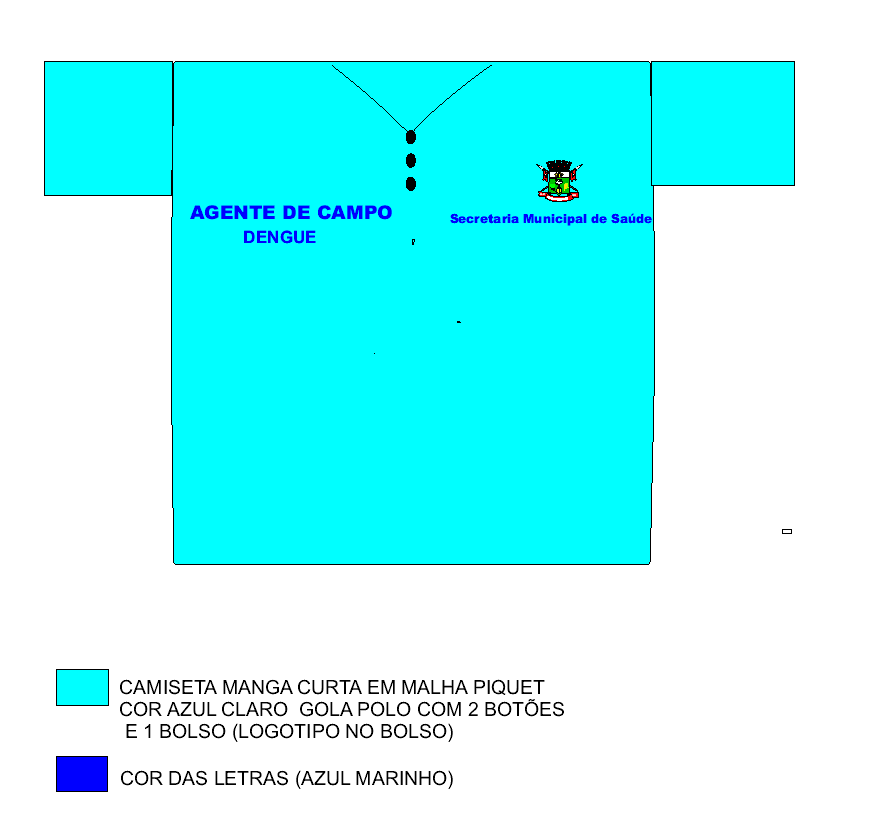 AGENTE DE CAMPO
DENGUE
Secretaria Municipal de Saúde
CAMISETA MANGA CURTA EM MALHA PIQUET
COR AZUL CLARO GOLA POLO COM 2 BOTÕES
E 1 BOLSO (LOGOTIPO NO BOLSO)
COR DAS LETRAS (AZUL MARINHO)